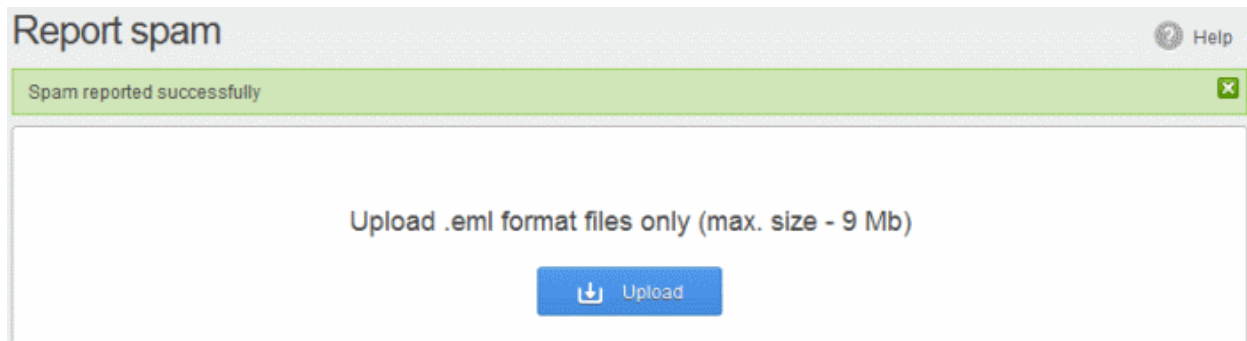 Report spam
Help
Spam reported successfully
Upload .eml format files only (max. size - 9 Mb)
Upload